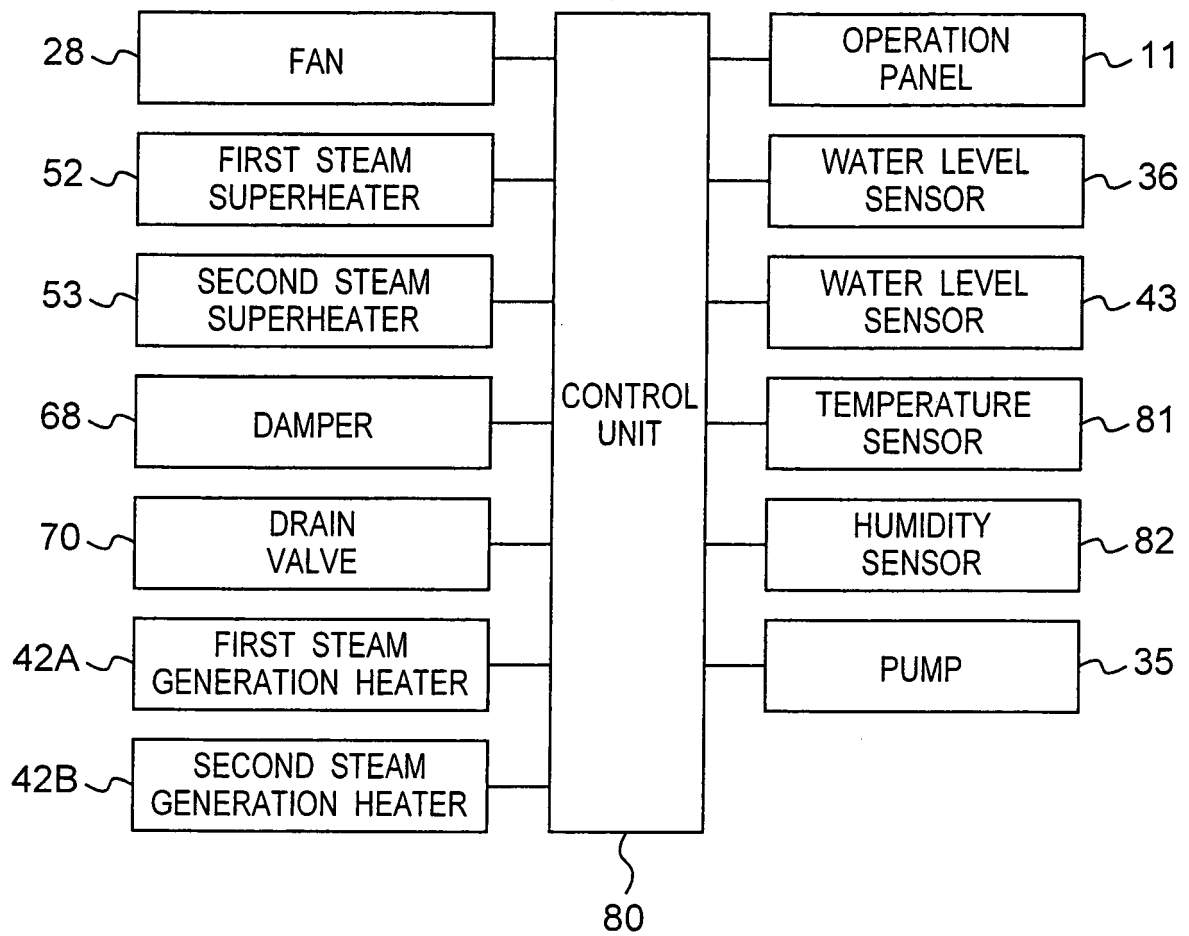 28
FAN
52
FIRST STEAM
SUPERHEATER
53
SECOND STEAM
SUPERHEATER
68
DAMPER
70
DRAIN
VALVE
42A
FIRST STEAM
GENERATION HEATER
42B
SECOND STEAM
GENERATION HEATER
CONTROL
UNIT
80
OPERATION
PANEL
11
WATER LEVEL
SENSOR
36
WATER LEVEL
SENSOR
43
TEMPERATURE
SENSOR
81
HUMIDITY
SENSOR
82
PUMP
35